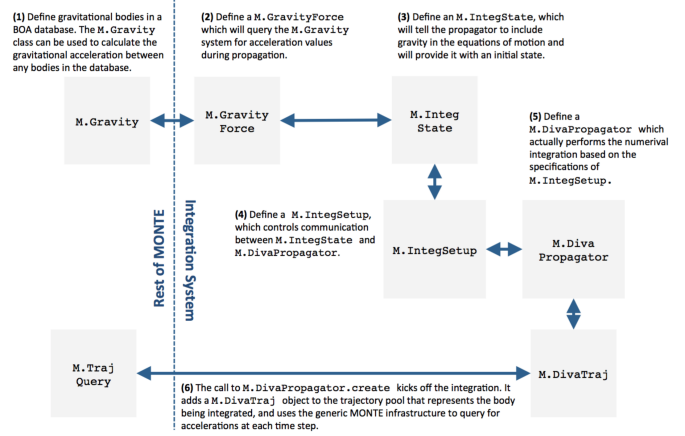 (1) Define gravitational bodies in a
BOA database. The M.Gravity
class can be used to calculate the
gravitational acceleration between
any bodies in the database.
(2) Define a M.GravityForce
which will query the M.Gravity
system for acceleration values
during propagation.
(3) Define an M.IntegState, which
will tell the propagator to include
gravity in the equations of motion and
will provide it with an initial state.
M.Gravity
M.Gravity
Force
M.Integ
State
(5) Define a
M.DivaPropagator which
actually performs the numerival
integration based on the
specifications of
M.IntegSetup.
(4) Define a M.IntegSetup,
which controls communication
between M.IntegState and
M.DivaPropagator.
M.IntegSetup
M.Diva
Propagator
Rest of MONTE
Integration System
M.Traj
Query
M.DivaTraj
(6) The call to M.DivaPropagator.create kicks off the integration. It
adds a M.DivaTraj object to the trajectory pool that represents the body
being integrated, and uses the generic MONTE infrastructure to query for
accelerations at each time step.